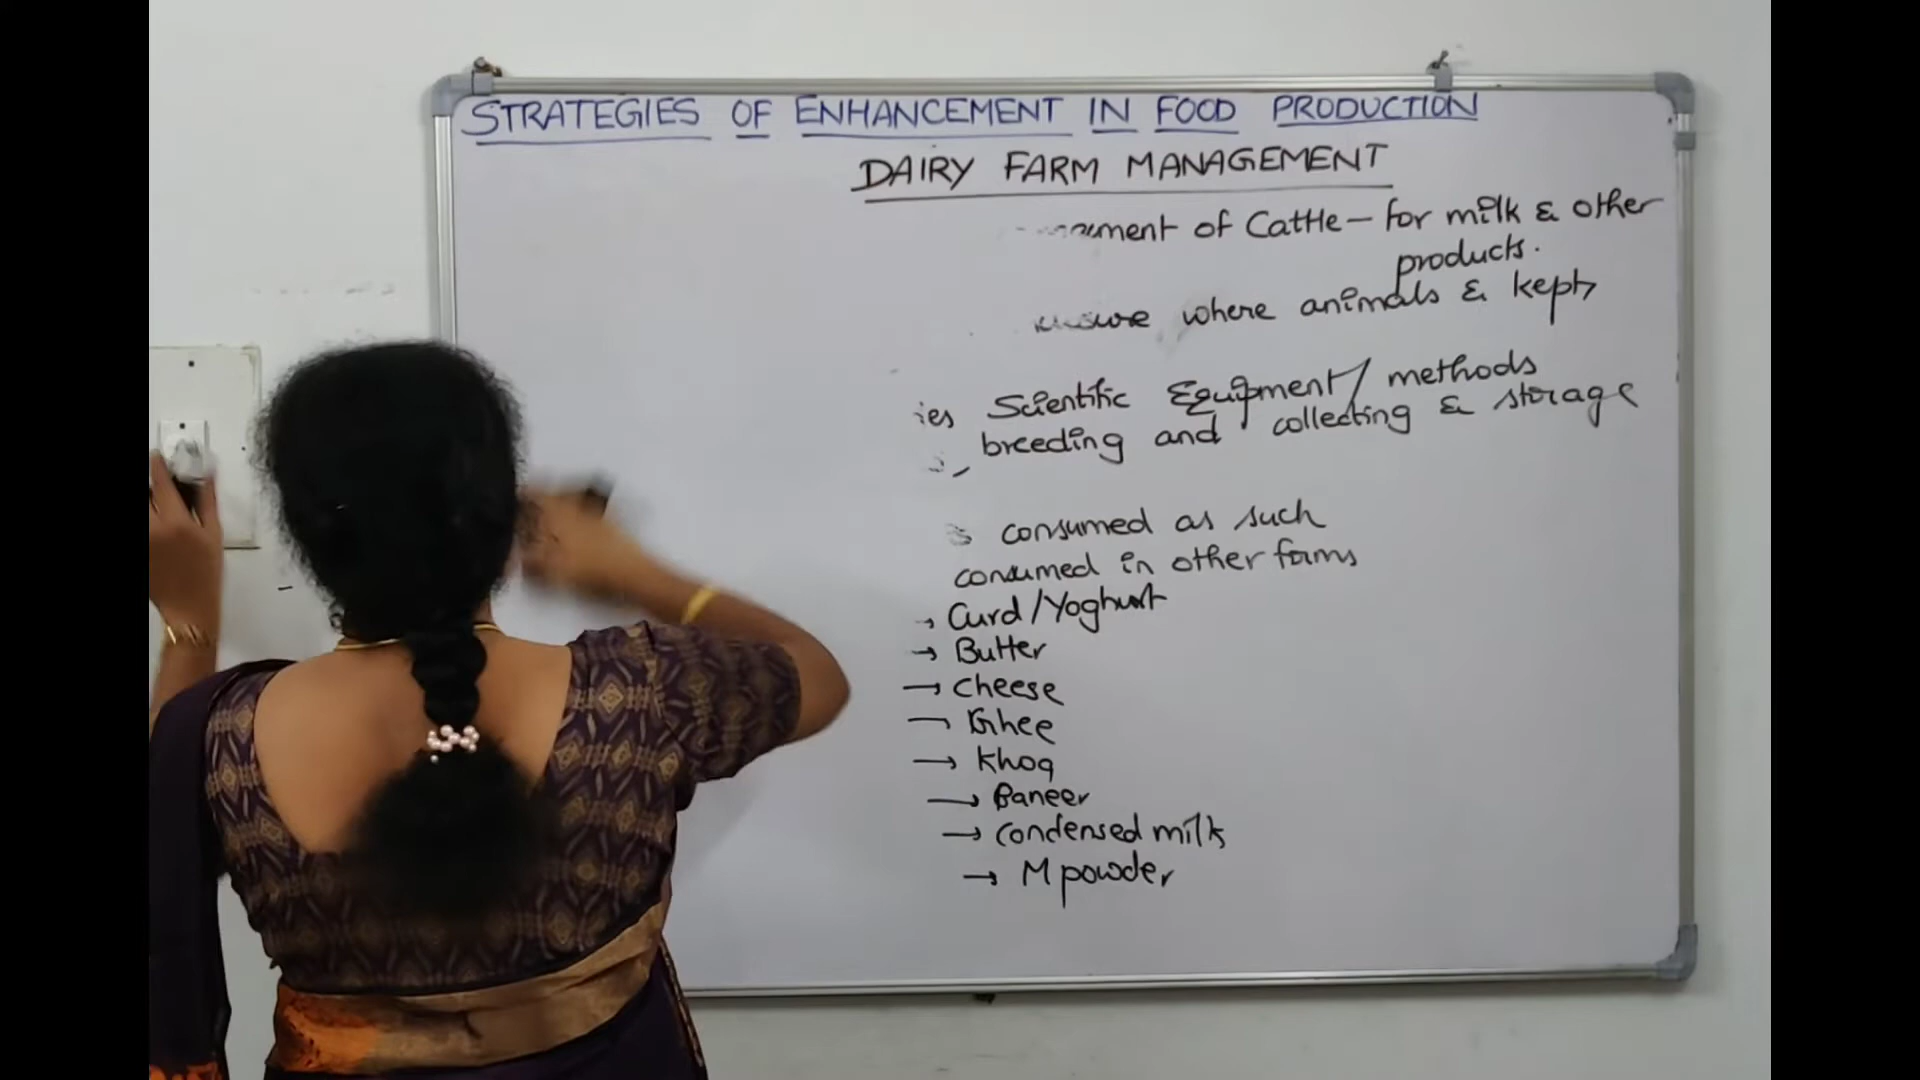 STRATEGIES OF ENHANCEMENT IN FOOD PRODUCTION
DAIRY FARM MANAGEMENT
of Cattle — for milk & other
products.
where animals & kept
ies Scientific Equipment / methods
breeding and collecting & storage
consumed as such
consumed in other forms
→ Curd / Yoghurt
→ Butter
→ Cheese
→ Ghee
→ Khoa
→ Paneer
→ Condensed milk
→ M powder